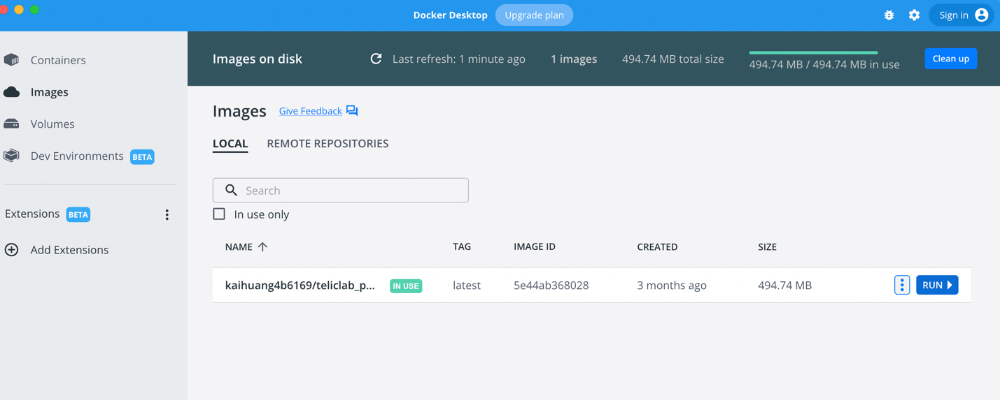 Docker Desktop Upgrade plan Sign in
Containers
Images
Volumes
Dev Environments BETA
Extensions BETA
Add Extensions
Images on disk Last refresh: 1 minute ago 1 images 494.74 MB total size 494.74 MB / 494.74 MB in use Clean up
Images Give Feedback
LOCAL REMOTE REPOSITORIES
Search
In use only
NAME TAG IMAGE ID CREATED SIZE
kaihuang4b6169/teliclab_p... IN USE latest 5e44ab368028 3 months ago 494.74 MB RUN